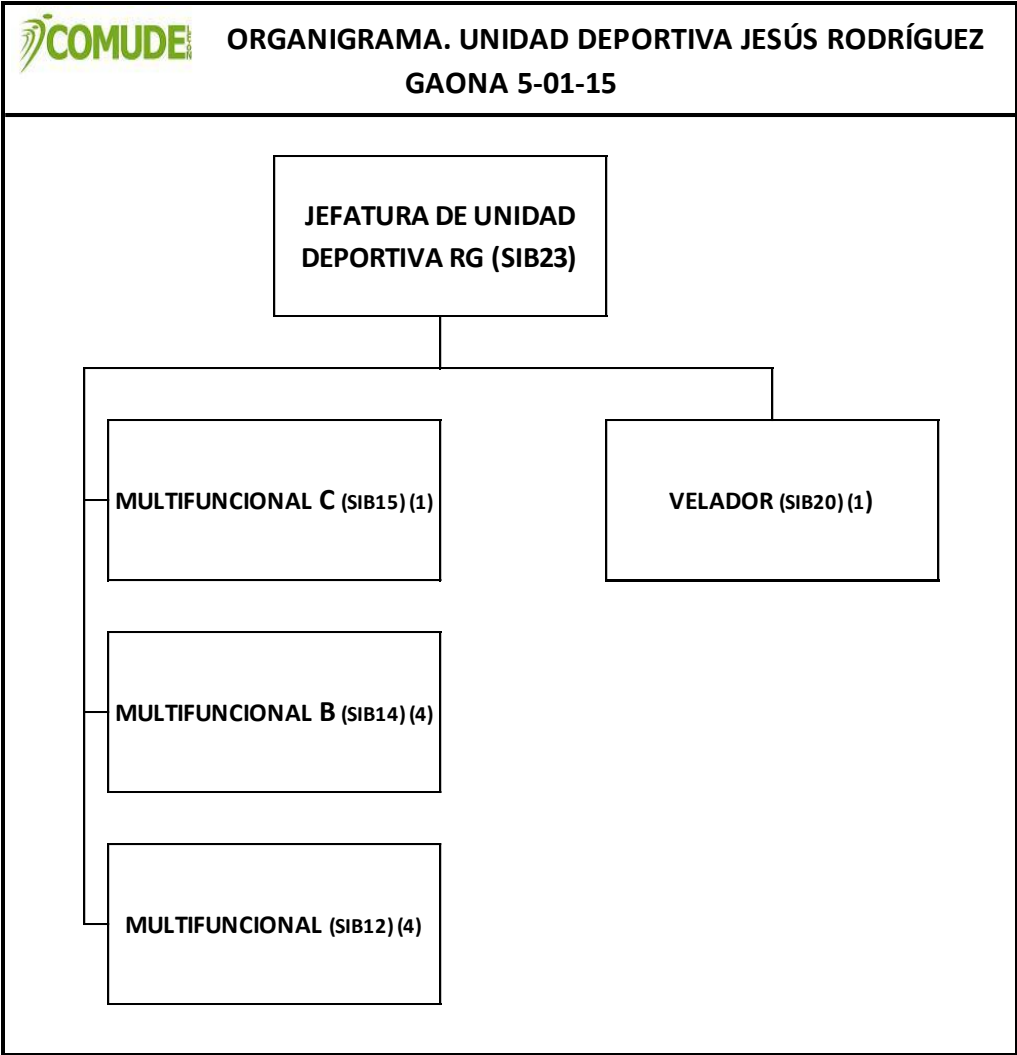 COMUDE LEON
ORGANIGRAMA. UNIDAD DEPORTIVA JESÚS RODRÍGUEZ
GAONA 5-01-15
JEFATURA DE UNIDAD
DEPORTIVA RG (SIB23)
MULTIFUNCIONAL C (SIB15) (1)
VELADOR (SIB20) (1)
MULTIFUNCIONAL B (SIB14) (4)
MULTIFUNCIONAL (SIB12) (4)